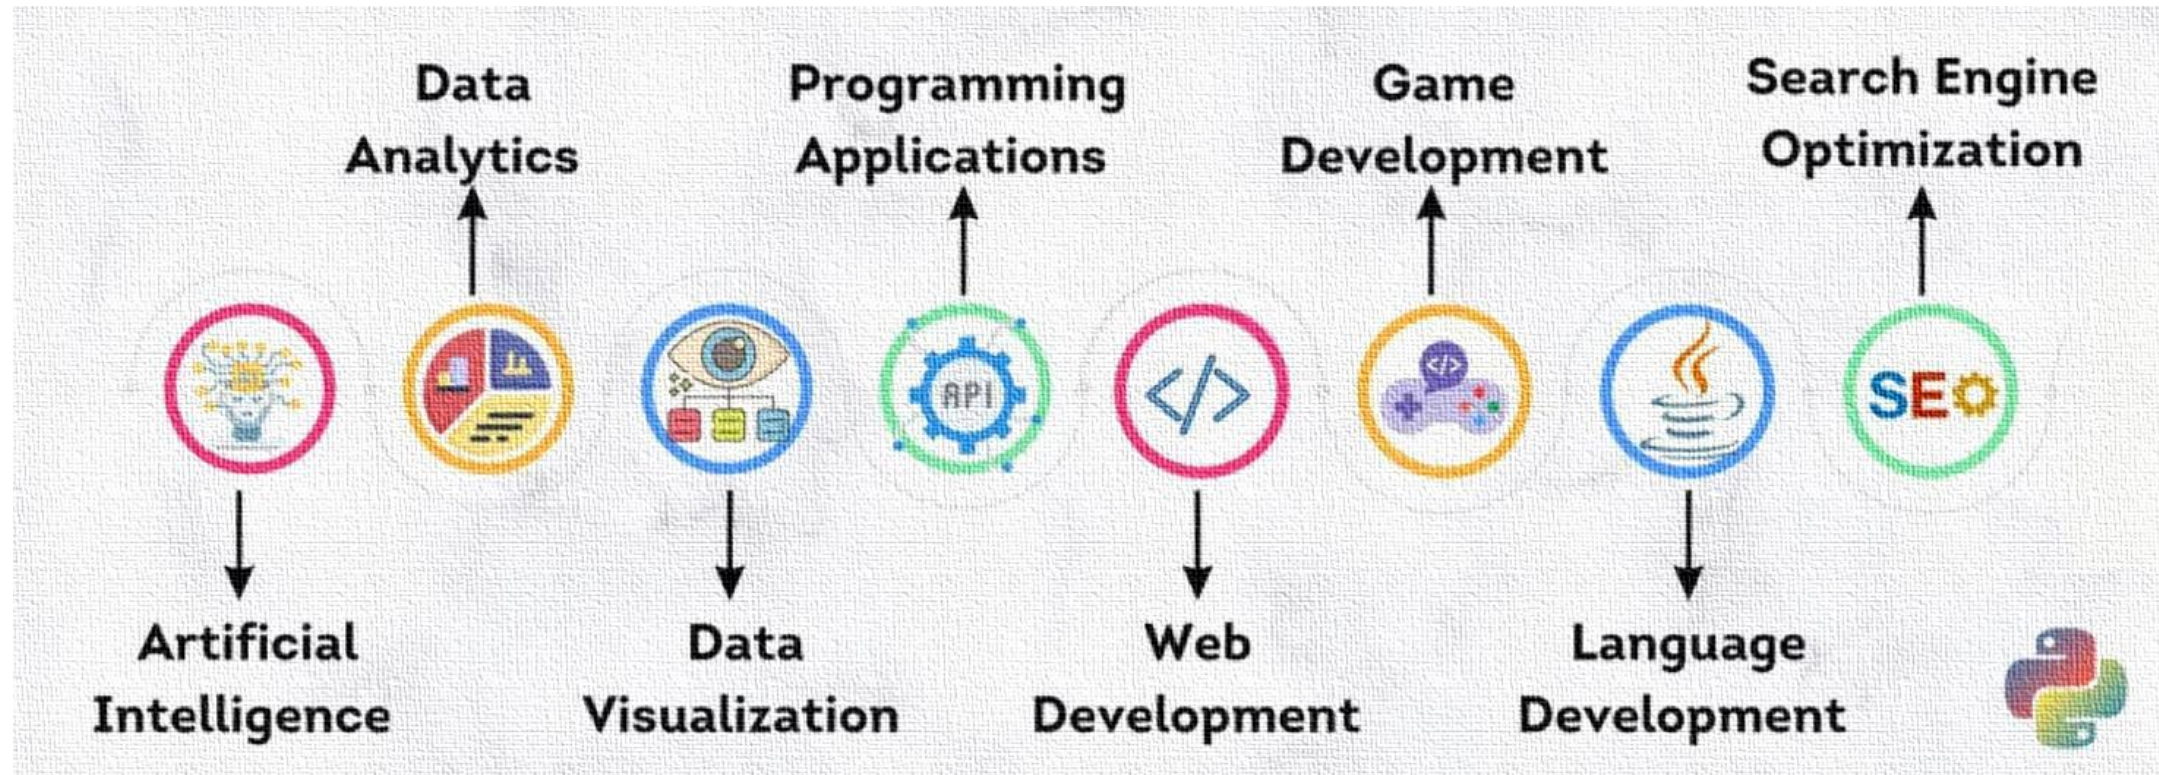 Data
Analytics
Programming
Applications
Game
Development
Search Engine
Optimization
API
</>
</>
SEO
Artificial
Intelligence
Data
Visualization
Web
Development
Language
Development